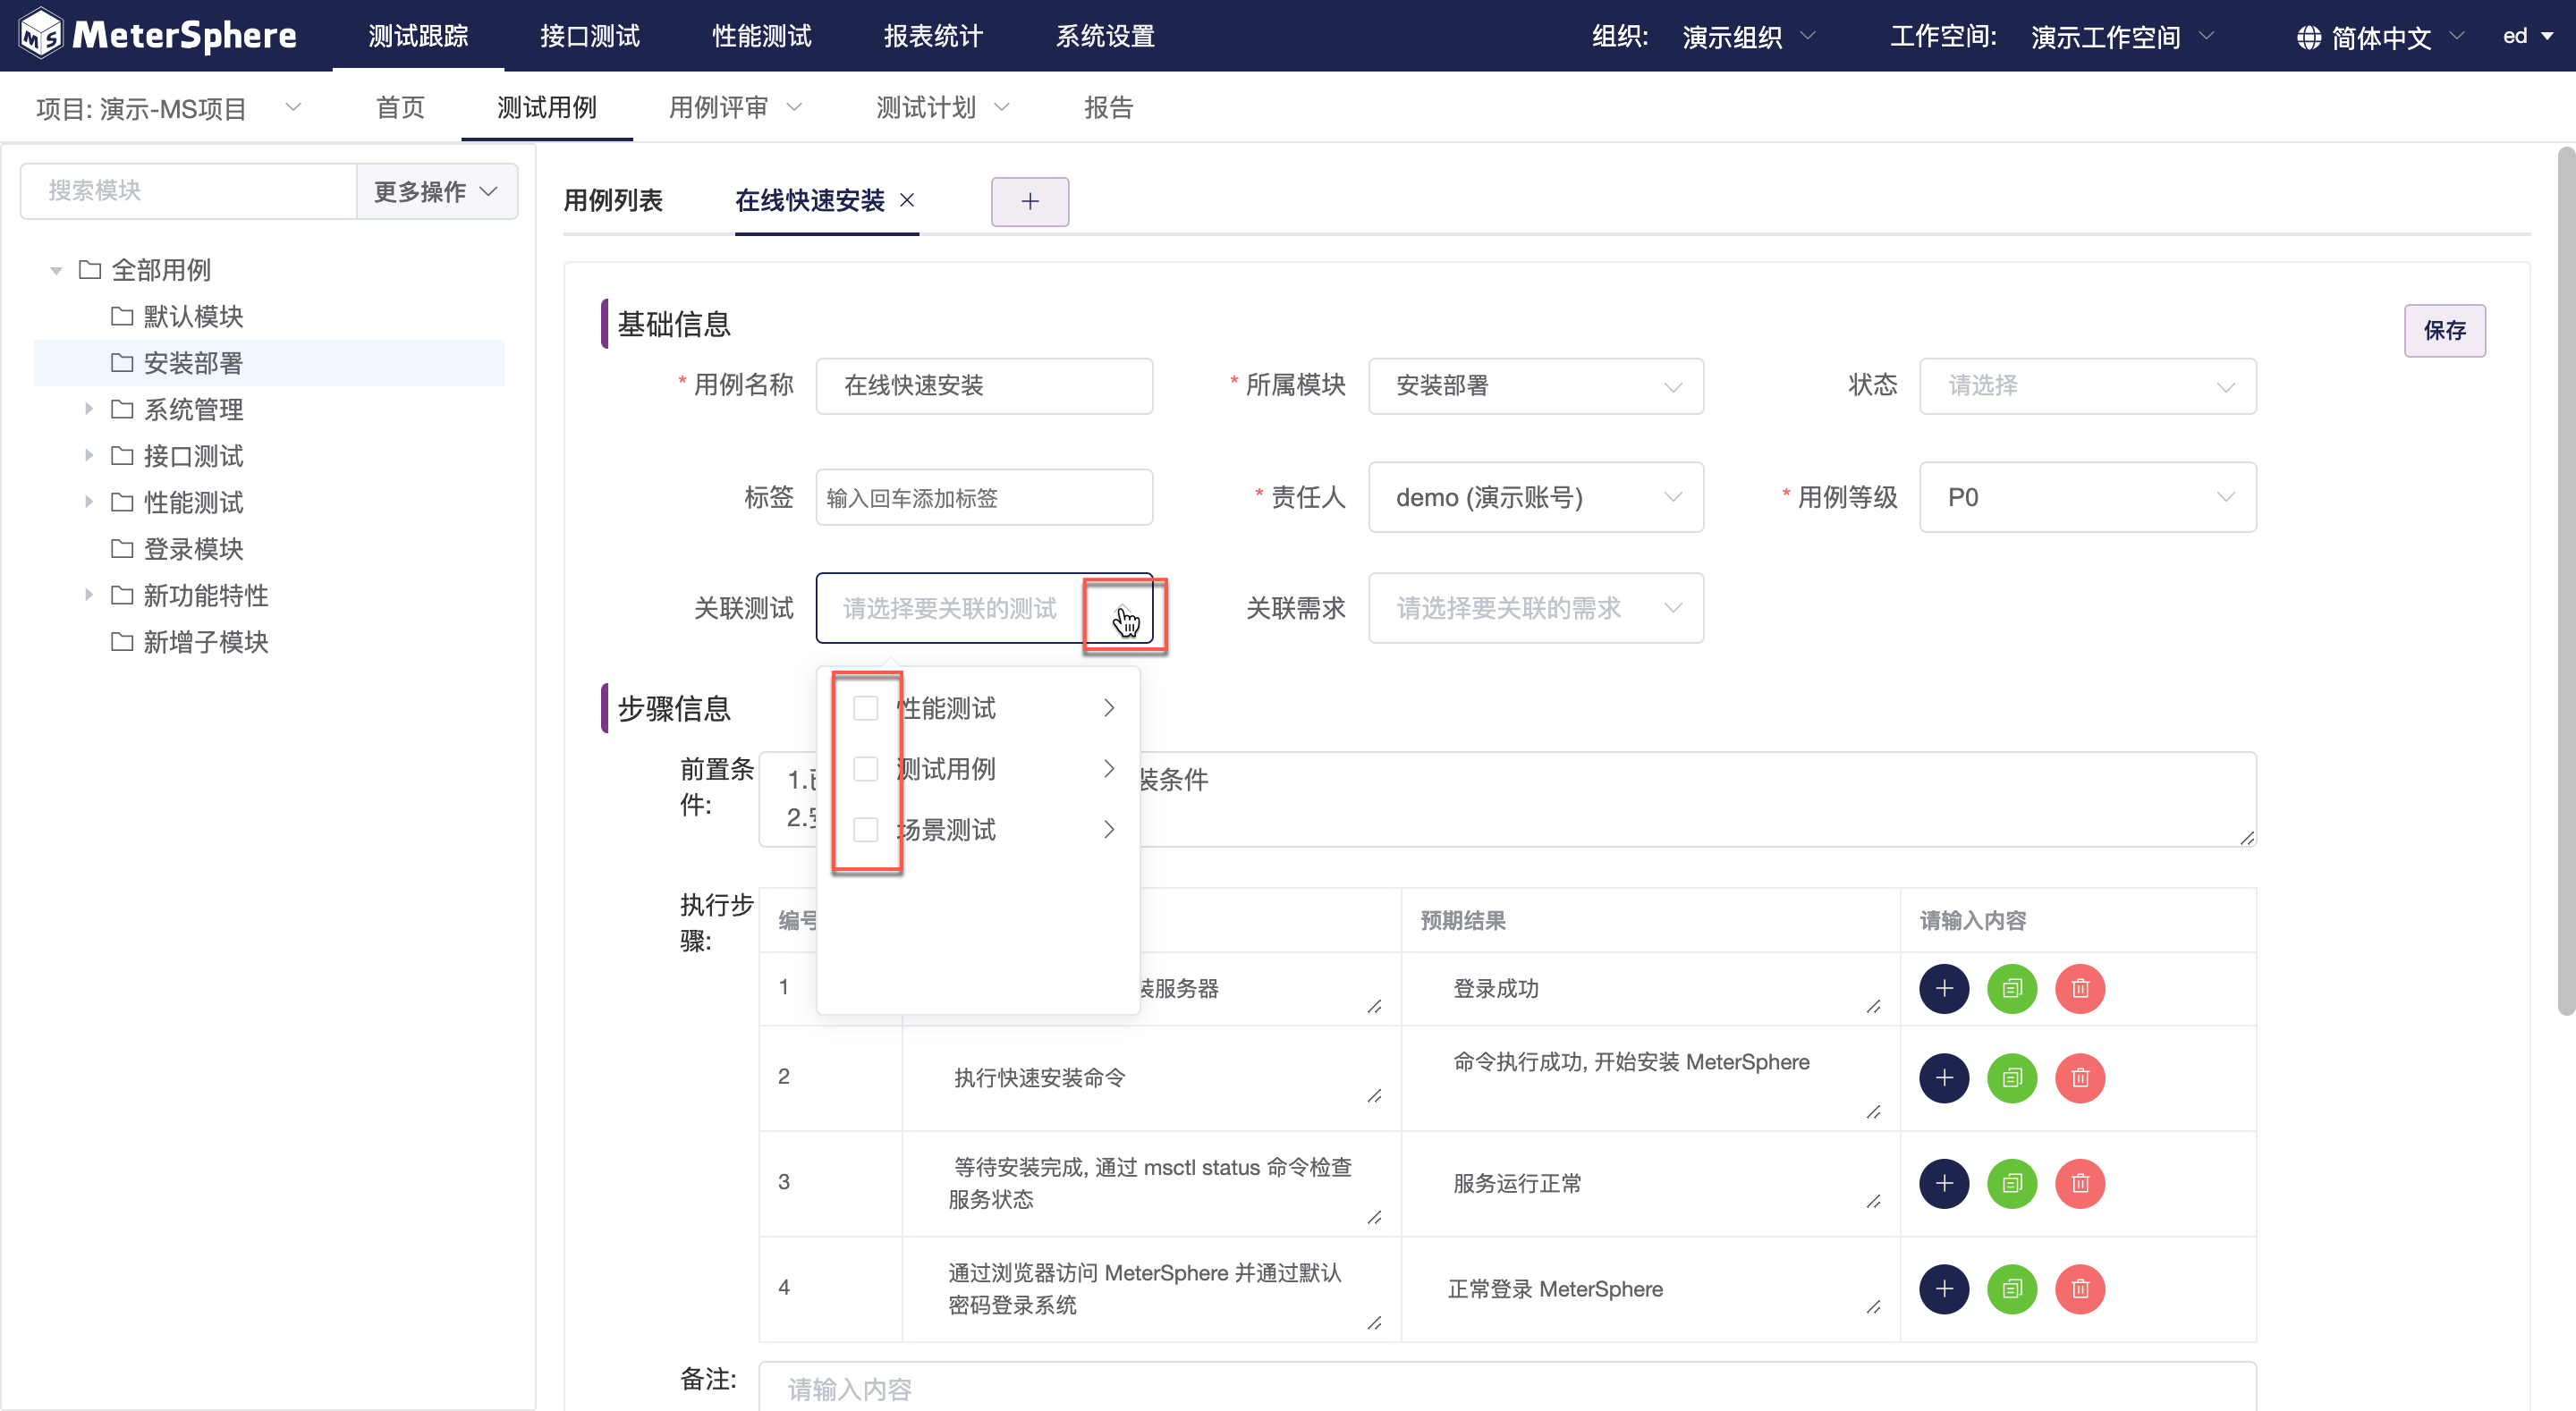 MeterSphere 测试跟踪 接口测试 性能测试 报表统计 系统设置 组织: 演示组织 工作空间: 演示工作空间 简体中文 ed
项目: 演示-MS项目 首页 测试用例 用例评审 测试计划 报告
搜索模块 更多操作
全部用例
默认模块
安装部署
系统管理
接口测试
性能测试
登录模块
新功能特性
新增子模块
用例列表 在线快速安装
基础信息 保存
* 用例名称 在线快速安装 * 所属模块 安装部署 状态 请选择
标签 输入回车添加标签 * 责任人 demo (演示账号) * 用例等级 P0
关联测试 请选择要关联的测试 关联需求 请选择要关联的需求
性能测试
测试用例
场景测试
步骤信息
前置条
件:
1. 装条件
2.
执行步
骤:
编号 预期结果 请输入内容
1 装服务器 登录成功
2 执行快速安装命令 命令执行成功, 开始安装 MeterSphere
3 等待安装完成, 通过 msctl status 命令检查
服务状态 服务运行正常
4 通过浏览器访问 MeterSphere 并通过默认
密码登录系统 正常登录 MeterSphere
备注: 请输入内容